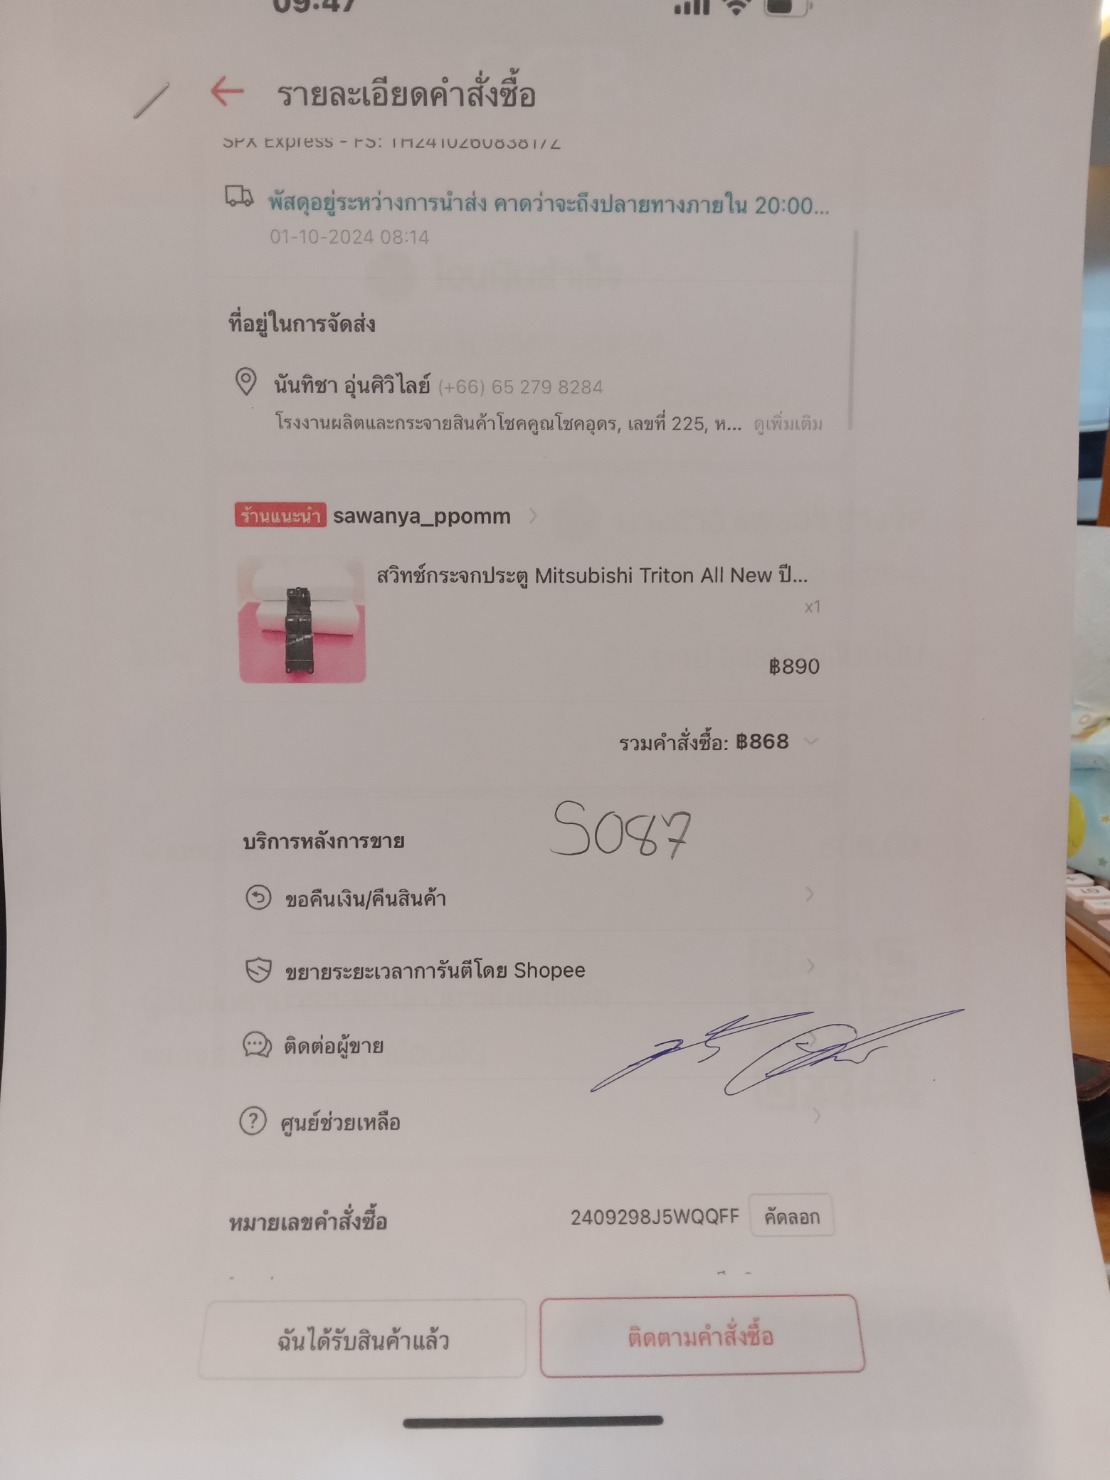 09:47
รายละเอียดคำสั่งซื้อ
SPX Express - FS: TH241026083817Z
พัสดุอยู่ระหว่างการนำส่ง คาดว่าจะถึงปลายทางภายใน 20:00...
01-10-2024 08:14
ที่อยู่ในการจัดส่ง
นันทิชา อุ่นศิวิไลย์ (+66) 65 279 8284
โรงงานผลิตและกระจายสินค้าโชคคูณโชคอุดร, เลขที่ 225, ห... ดูเพิ่มเติม
ร้านแนะนำ sawanya_ppomm
สวิทช์กระจกประตู Mitsubishi Triton All New ปี...
x1
฿890
รวมคำสั่งซื้อ: ฿868
S087
บริการหลังการขาย
ขอคืนเงิน/คืนสินค้า
ขยายระยะเวลาการันตีโดย Shopee
ติดต่อผู้ขาย
ศูนย์ช่วยเหลือ
หมายเลขคำสั่งซื้อ 2409298J5WQQFF คัดลอก
ฉันได้รับสินค้าแล้ว ติดตามคำสั่งซื้อ